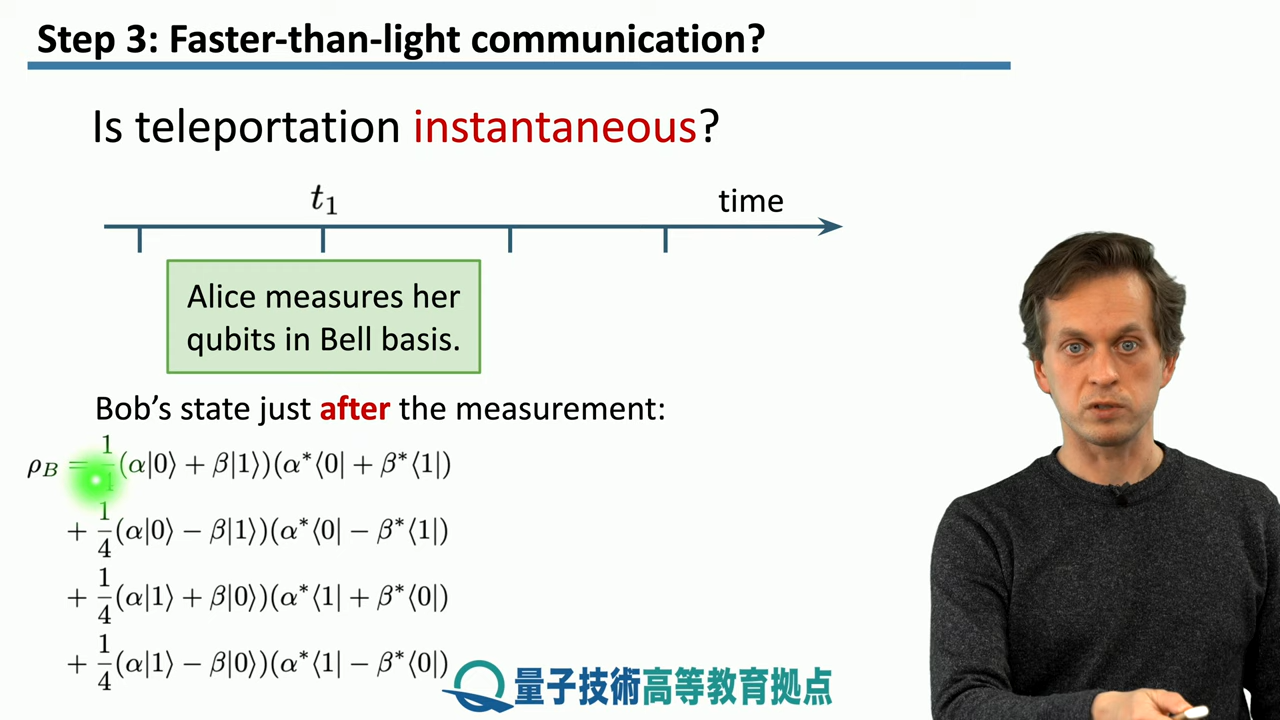 Step 3: Faster-than-light communication?
Is teleportation instantaneous?
t₁
time
Alice measures her
qubits in Bell basis.
Bob's state just after the measurement:
ρ_B = 1/4(α|0⟩ + β|1⟩)(α*⟨0| + β*⟨1|)
+ 1/4(α|0⟩ − β|1⟩)(α*⟨0| − β*⟨1|)
+ 1/4(α|1⟩ + β|0⟩)(α*⟨1| + β*⟨0|)
+ 1/4(α|1⟩ − β|0⟩)(α*⟨1| − β*⟨0|)
量子技術高等教育拠点